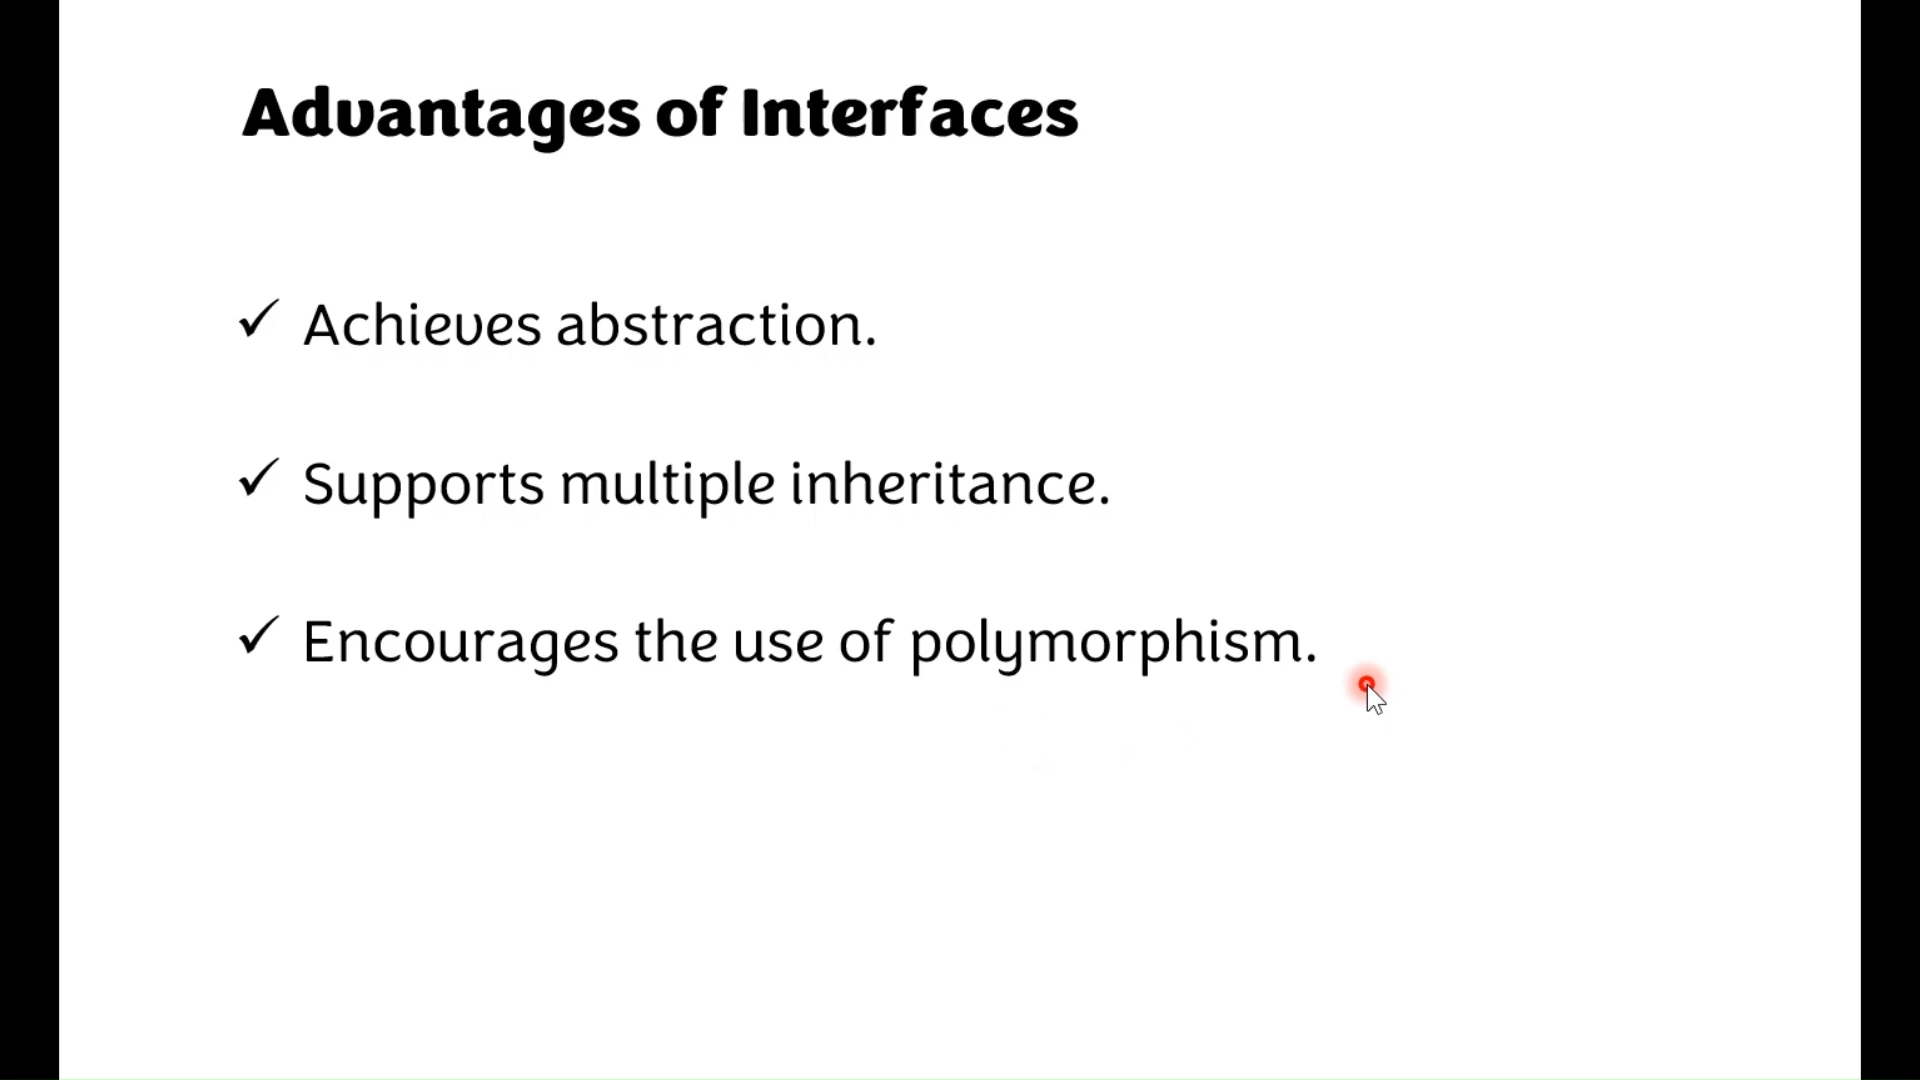 Advantages of Interfaces
✓ Achieves abstraction.
✓ Supports multiple inheritance.
✓ Encourages the use of polymorphism.